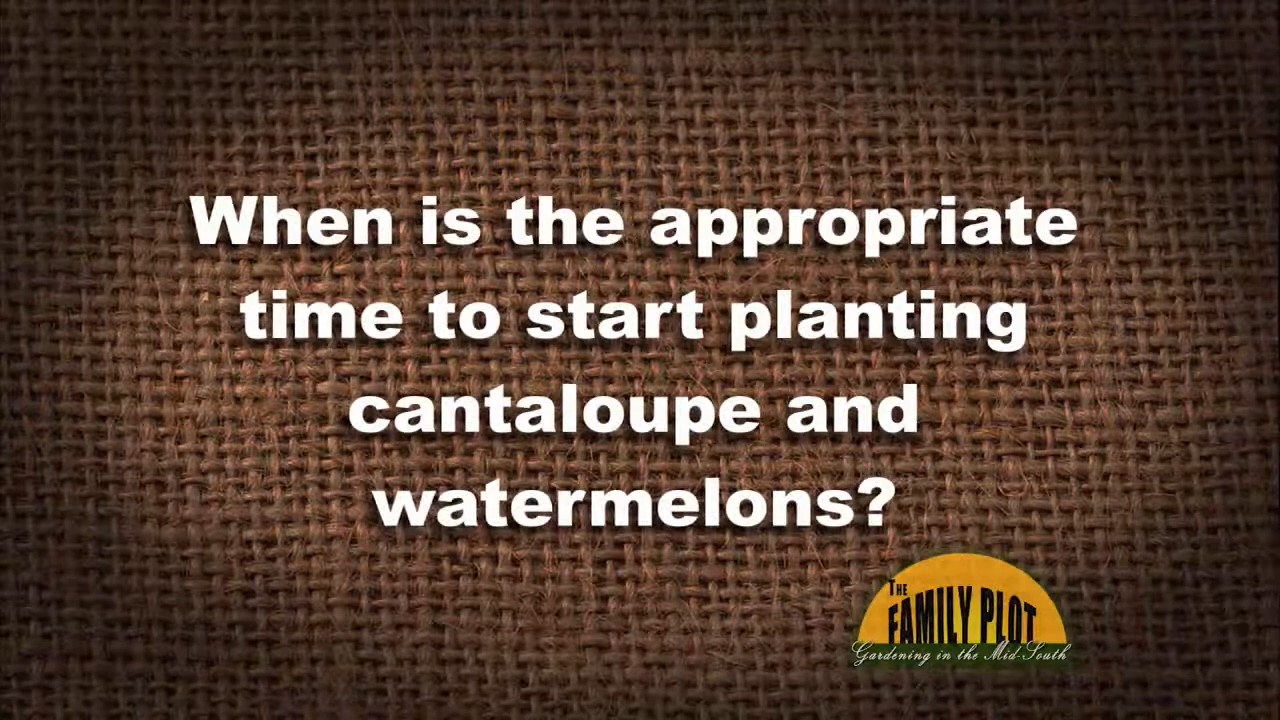 When is the appropriate
time to start planting
cantaloupe and
watermelons?
THE
FAMILY PLOT
Gardening in the Mid-South